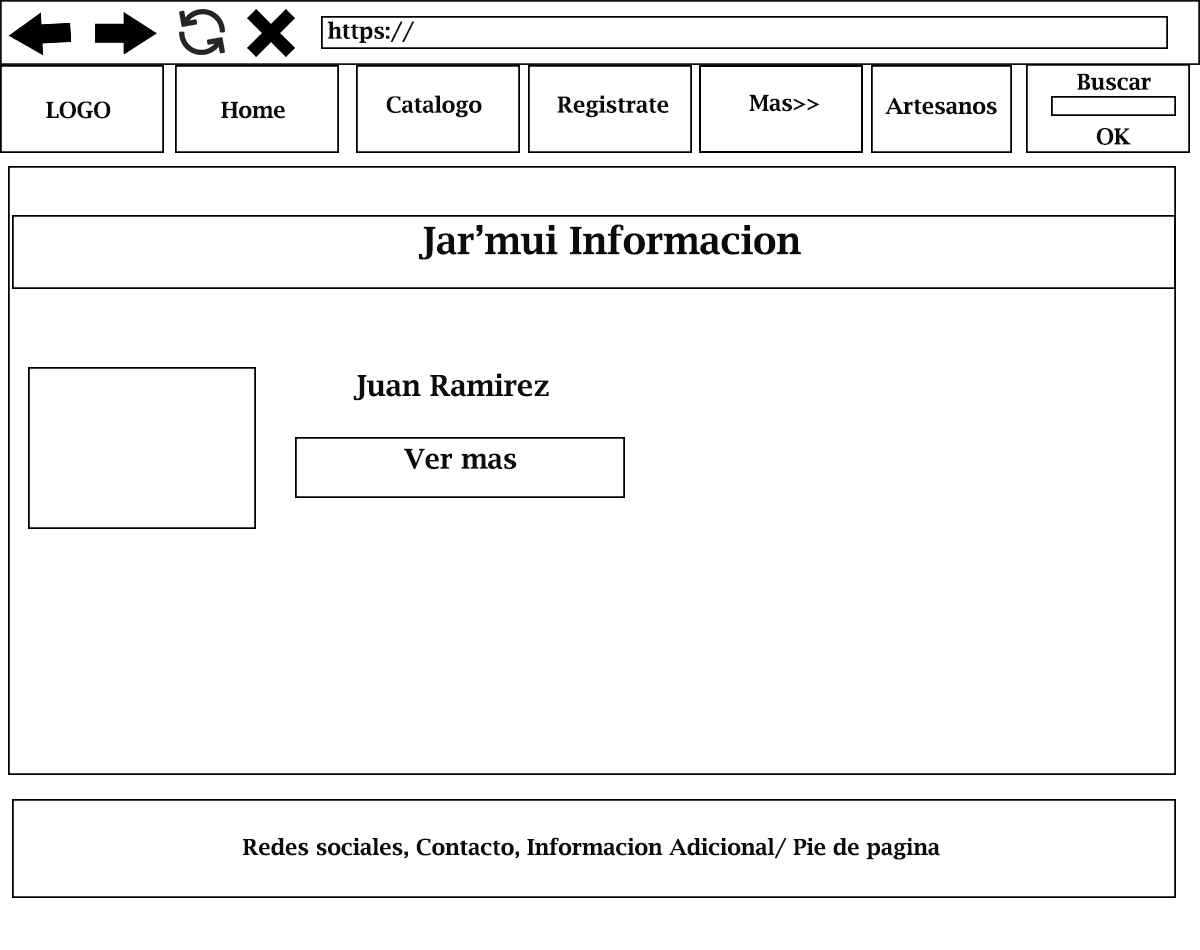 https://
LOGO
Home
Catalogo
Registrate
Mas>>
Artesanos
Buscar
OK
Jar’mui Informacion
Juan Ramirez
Ver mas
Redes sociales, Contacto, Informacion Adicional/ Pie de pagina